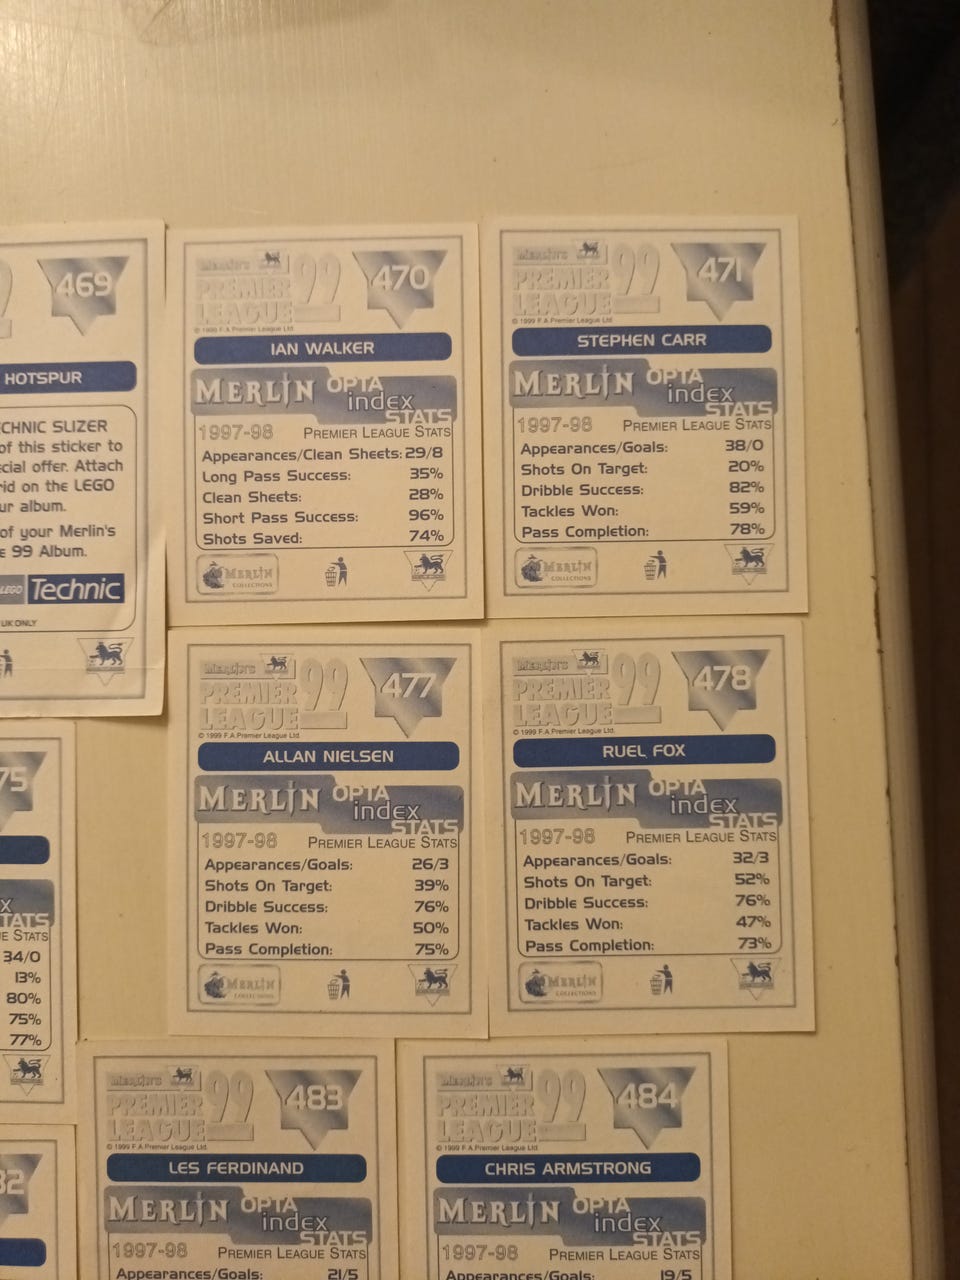 469
HOTSPUR
ECHNIC SLIZER
of this sticker to
cial offer. Attach
rid on the LEGO
ur album.
of your Merlin's
e 99 Album.
LEGO Technic
UK ONLY
MERLIN'S
PREMIER
LEAGUE 99
470
© 1999 F.A.Premier League Ltd.
IAN WALKER
MERLIN OPTA
index
STATS
1997-98 PREMIER LEAGUE STATS
Appearances/Clean Sheets: 29/8
Long Pass Success: 35%
Clean Sheets: 28%
Short Pass Success: 96%
Shots Saved: 74%
MERLIN
COLLECTIONS
MERLIN'S
PREMIER
LEAGUE 99
471
© 1999 F.A.Premier League Ltd.
STEPHEN CARR
MERLIN OPTA
index
STATS
1997-98 PREMIER LEAGUE STATS
Appearances/Goals: 38/0
Shots On Target: 20%
Dribble Success: 82%
Tackles Won: 59%
Pass Completion: 78%
MERLIN
COLLECTIONS
75
X
STATS
E STATS
34/0
13%
80%
75%
77%
MERLIN'S
PREMIER
LEAGUE 99
477
© 1999 F.A.Premier League Ltd.
ALLAN NIELSEN
MERLIN OPTA
index
STATS
1997-98 PREMIER LEAGUE STATS
Appearances/Goals: 26/3
Shots On Target: 39%
Dribble Success: 76%
Tackles Won: 50%
Pass Completion: 75%
MERLIN
COLLECTIONS
MERLIN'S
PREMIER
LEAGUE 99
478
© 1999 F.A.Premier League Ltd.
RUEL FOX
MERLIN OPTA
index
STATS
1997-98 PREMIER LEAGUE STATS
Appearances/Goals: 32/3
Shots On Target: 52%
Dribble Success: 76%
Tackles Won: 47%
Pass Completion: 73%
MERLIN
COLLECTIONS
82
MERLIN'S
PREMIER
LEAGUE 99
483
© 1999 F.A.Premier League Ltd.
LES FERDINAND
MERLIN OPTA
index
STATS
1997-98 PREMIER LEAGUE STATS
Appearances/Goals: 21/5
MERLIN'S
PREMIER
LEAGUE 99
484
© 1999 F.A.Premier League Ltd.
CHRIS ARMSTRONG
MERLIN OPTA
index
STATS
1997-98 PREMIER LEAGUE STATS
Appearances/Goals: 19/5